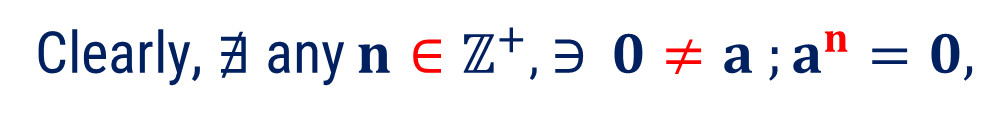 Clearly, ∄ any n ∈ ℤ⁺, ∋ 0 ≠ a ; aⁿ = 0,